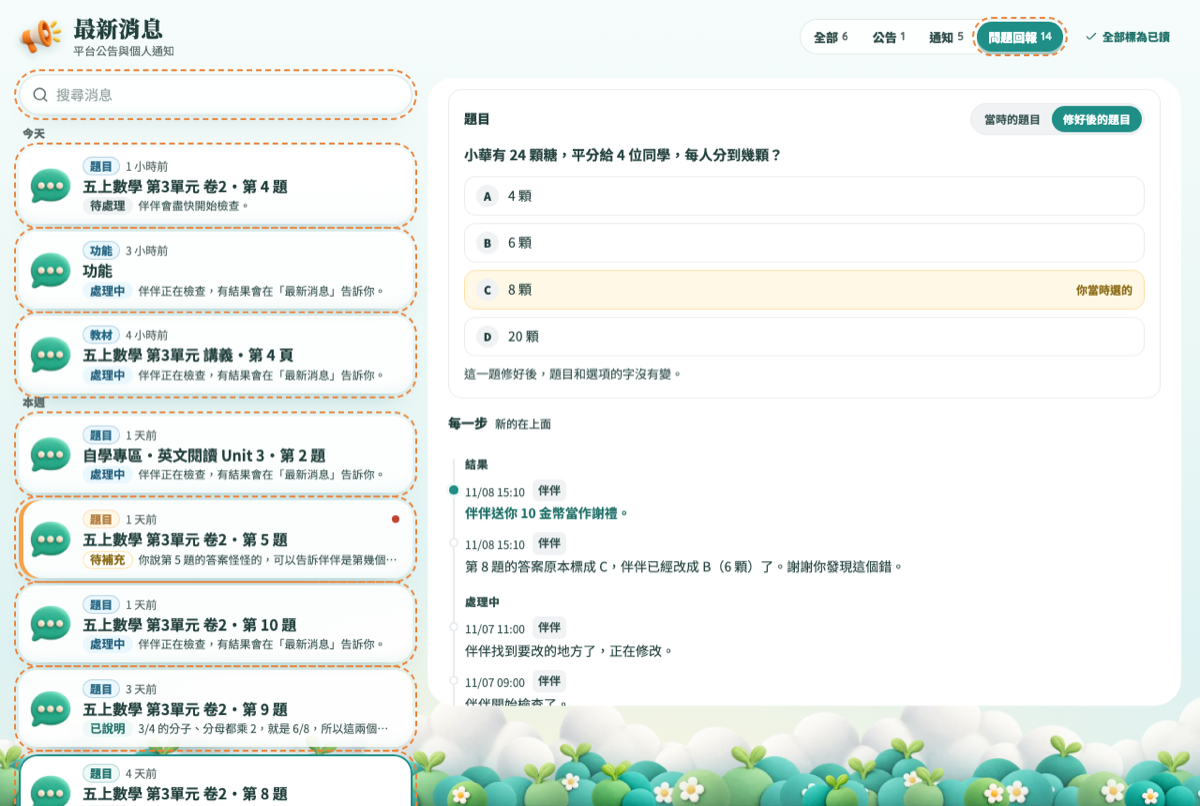 最新消息
平台公告與個人通知
全部 6
公告 1
通知 5
問題回報 14
全部標為已讀
搜尋消息
今天
題目 1 小時前
五上數學 第3單元 卷2・第 4 題
待處理 伴伴會盡快開始檢查。
功能 3 小時前
功能
處理中 伴伴正在檢查，有結果會在「最新消息」告訴你。
教材 4 小時前
五上數學 第3單元 講義・第 4 頁
處理中 伴伴正在檢查，有結果會在「最新消息」告訴你。
本週
題目 1 天前
自學專區・英文閱讀 Unit 3・第 2 題
處理中 伴伴正在檢查，有結果會在「最新消息」告訴你。
題目 1 天前
五上數學 第3單元 卷2・第 5 題
待補充 你說第 5 題的答案怪怪的，可以告訴伴伴是第幾個⋯
題目 1 天前
五上數學 第3單元 卷2・第 10 題
處理中 伴伴正在檢查，有結果會在「最新消息」告訴你。
題目 3 天前
五上數學 第3單元 卷2・第 9 題
已說明 3/4 的分子、分母都乘 2，就是 6/8，所以這兩個⋯
題目 4 天前
五上數學 第3單元 卷2・第 8 題
題目
當時的題目
修好後的題目
小華有 24 顆糖，平分給 4 位同學，每人分到幾顆？
A 4 顆
B 6 顆
C 8 顆 你當時選的
D 20 顆
這一題修好後，題目和選項的字沒有變。
每一步 新的在上面
結果
11/08 15:10 伴伴
伴伴送你 10 金幣當作謝禮。
11/08 15:10 伴伴
第 8 題的答案原本標成 C，伴伴已經改成 B（6 顆）了。謝謝你發現這個錯。
處理中
11/07 11:00 伴伴
伴伴找到要改的地方了，正在修改。
11/07 09:00 伴伴
伴伴開始檢查了。